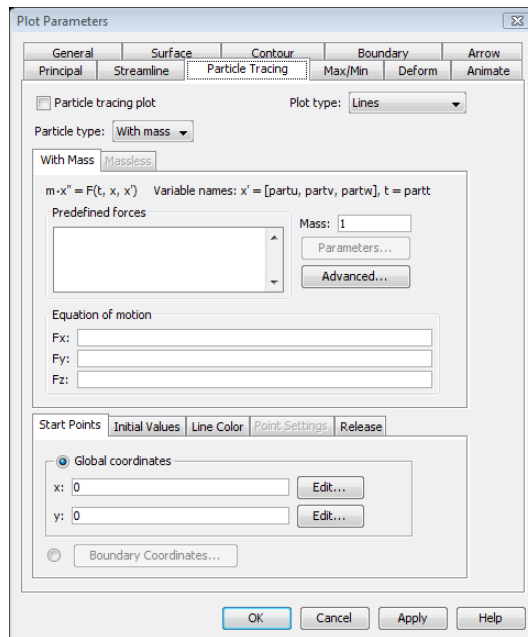 Plot Parameters
General Surface Contour Boundary Arrow
Principal Streamline Particle Tracing Max/Min Deform Animate
Particle tracing plot Plot type: Lines
Particle type: With mass
With Mass Massless
m·x" = F(t, x, x') Variable names: x' = [partu, partv, partw], t = partt
Predefined forces
Mass: 1
Parameters...
Advanced...
Equation of motion
Fx:
Fy:
Fz:
Start Points Initial Values Line Color Point Settings Release
Global coordinates
x: 0 Edit...
y: 0 Edit...
Boundary Coordinates...
OK Cancel Apply Help